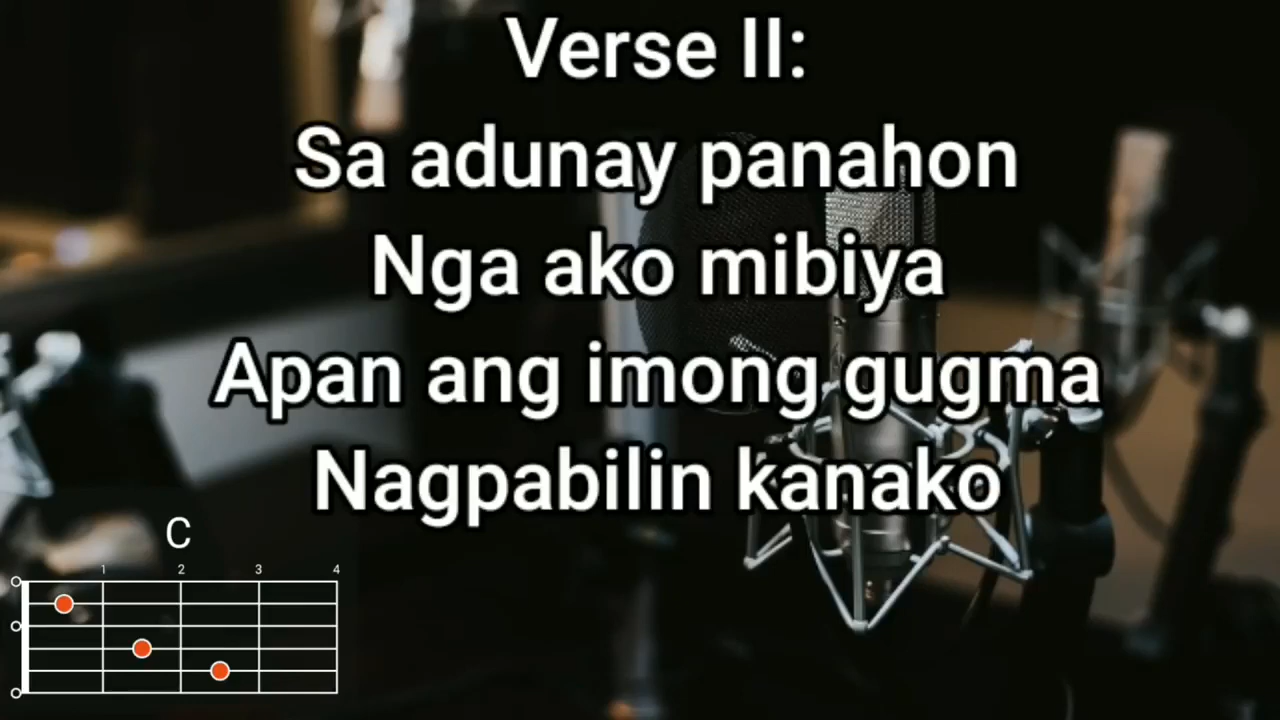 Verse II:
Sa adunay panahon
Nga ako mibiya
Apan ang imong gugma
Nagpabilin kanako
C
1 2 3 4